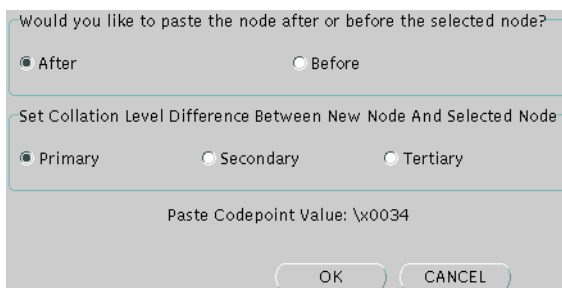 Would you like to paste the node after or before the selected node?
After Before
Set Collation Level Difference Between New Node And Selected Node
Primary Secondary Tertiary
Paste Codepoint Value: \x0034
OK CANCEL